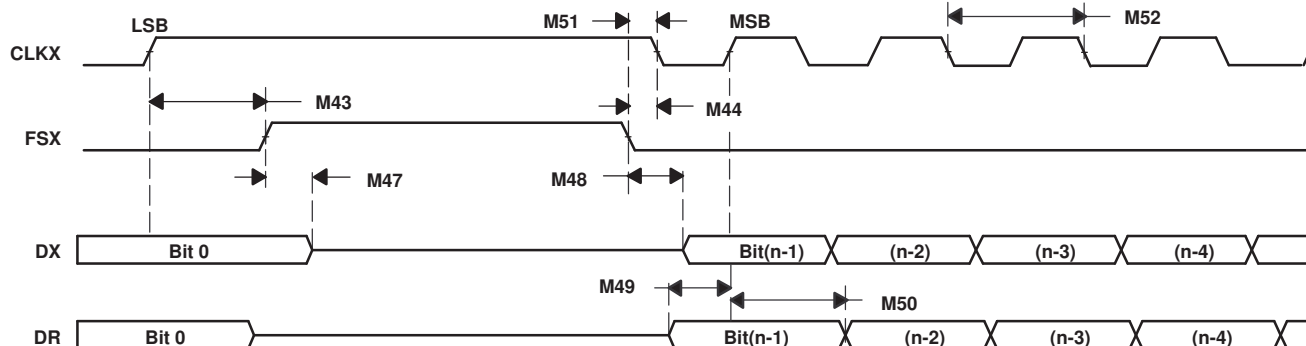 LSB M51 MSB M52
CLKX
M43 M44
FSX
M47 M48
DX Bit 0 Bit(n-1) (n-2) (n-3) (n-4)
M49 M50
DR Bit 0 Bit(n-1) (n-2) (n-3) (n-4)